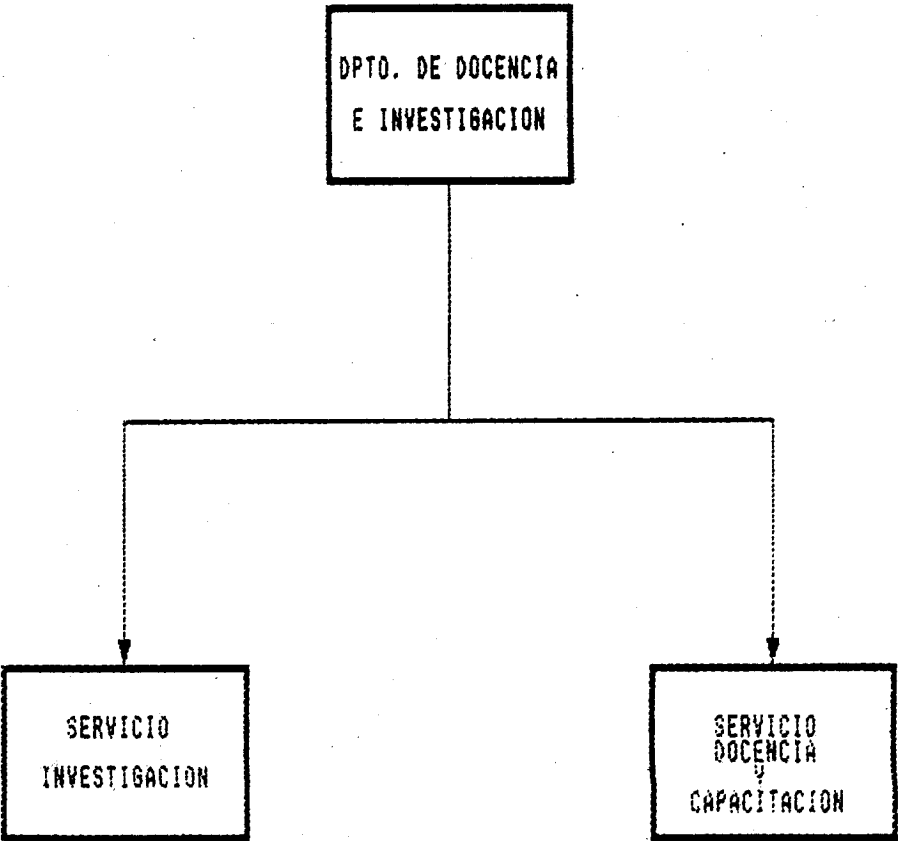 DPTO. DE DOCENCIA
E INVESTIGACION
SERVICIO
INVESTIGACION
SERVICIO
DOCENCIA
Y
CAPACITACION